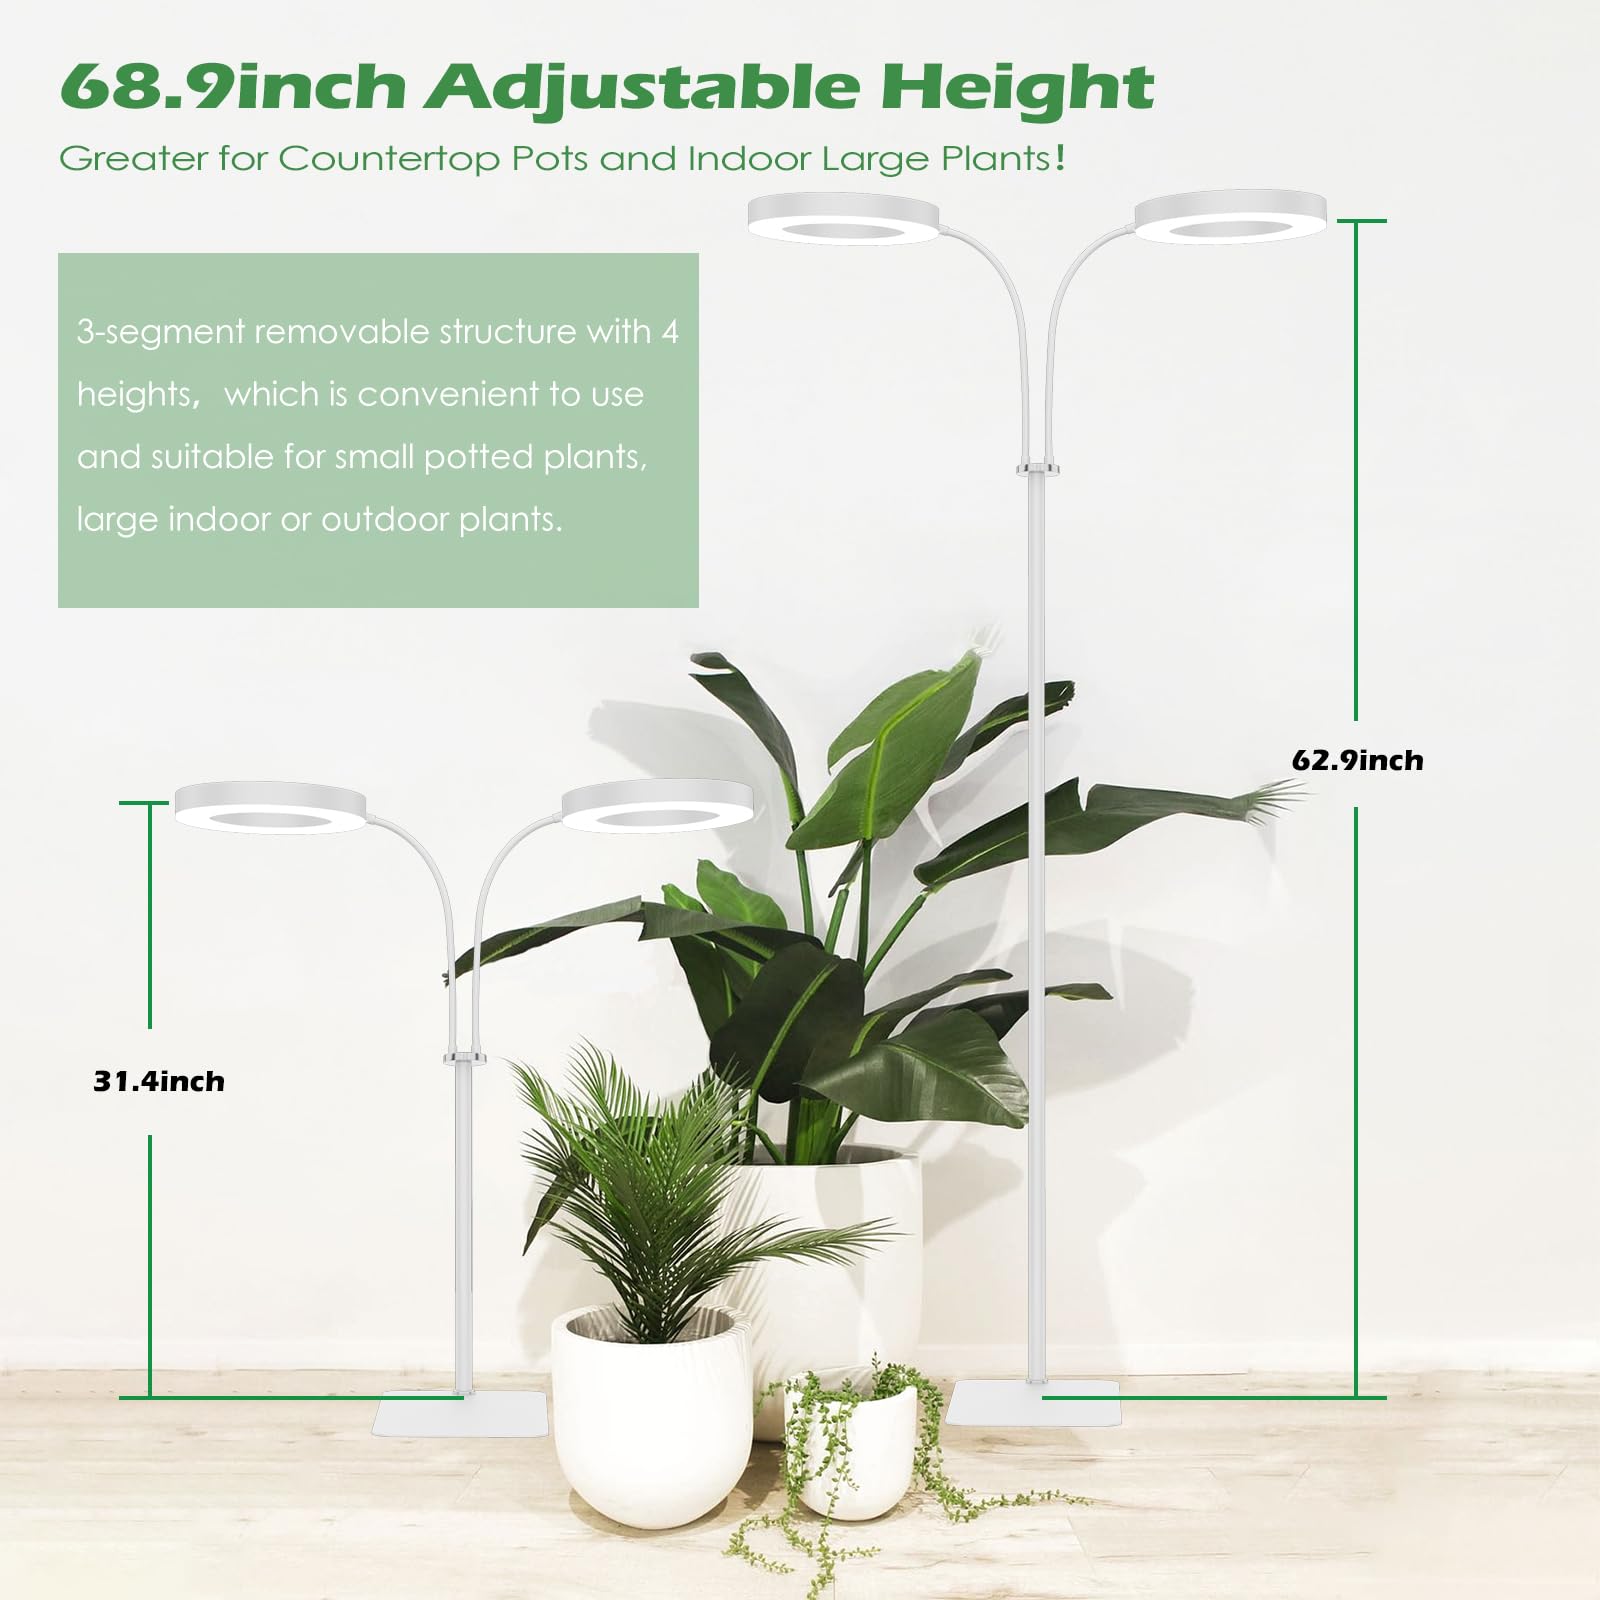 68.9inch Adjustable Height
Greater for Countertop Pots and Indoor Large Plants!
3-segment removable structure with 4
heights, which is convenient to use
and suitable for small potted plants,
large indoor or outdoor plants.
62.9inch
31.4inch